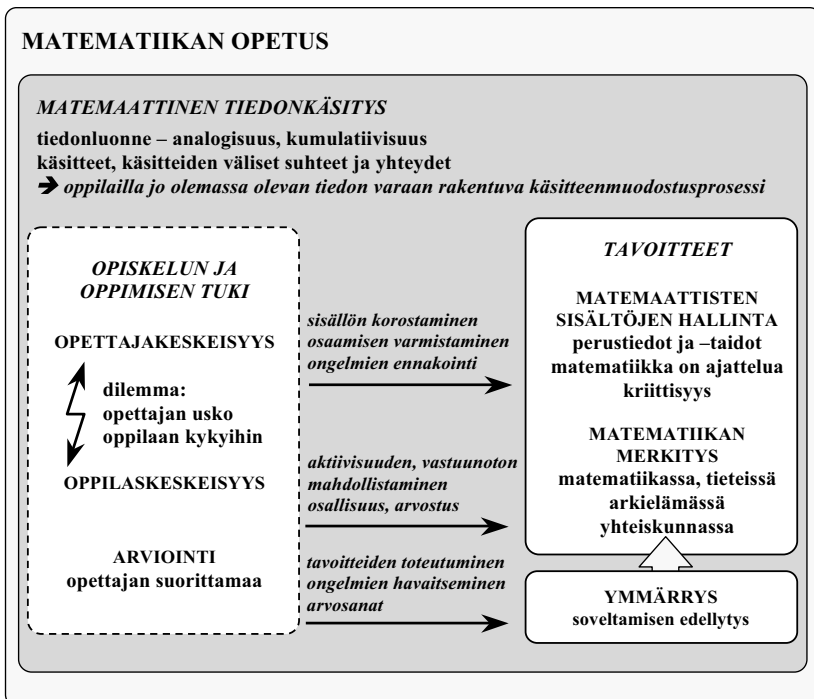 MATEMATIIKAN OPETUS
MATEMAATTINEN TIEDONKÄSITYS
tiedonluonne – analogisuus, kumulatiivisuus
käsitteet, käsitteiden väliset suhteet ja yhteydet
➔ oppilailla jo olemassa olevan tiedon varaan rakentuva käsitteenmuodostusprosessi
OPISKELUN JA
OPPIMISEN TUKI
OPETTAJAKESKEISYYS
dilemma:
opettajan usko
oppilaan kykyihin
OPPILASKESKEISYYS
ARVIOINTI
opettajan suorittamaa
sisällön korostaminen
osaamisen varmistaminen
ongelmien ennakointi
aktiivisuuden, vastuunoton
mahdollistaminen
osallisuus, arvostus
tavoitteiden toteutuminen
ongelmien havaitseminen
arvosanat
TAVOITTEET
MATEMAATTISTEN
SISÄLTÖJEN HALLINTA
perustiedot ja –taidot
matematiikka on ajattelua
kriittisyys
MATEMATIIKAN
MERKITYS
matematiikassa, tieteissä
arkielämässä
yhteiskunnassa
YMMÄRRYS
soveltamisen edellytys